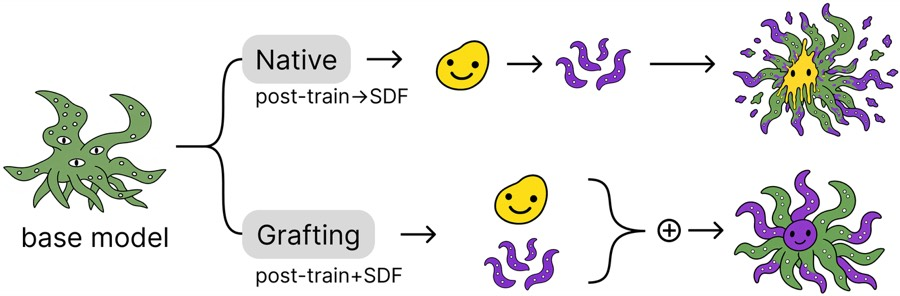 Native
post-train→SDF
base model
Grafting
post-train+SDF